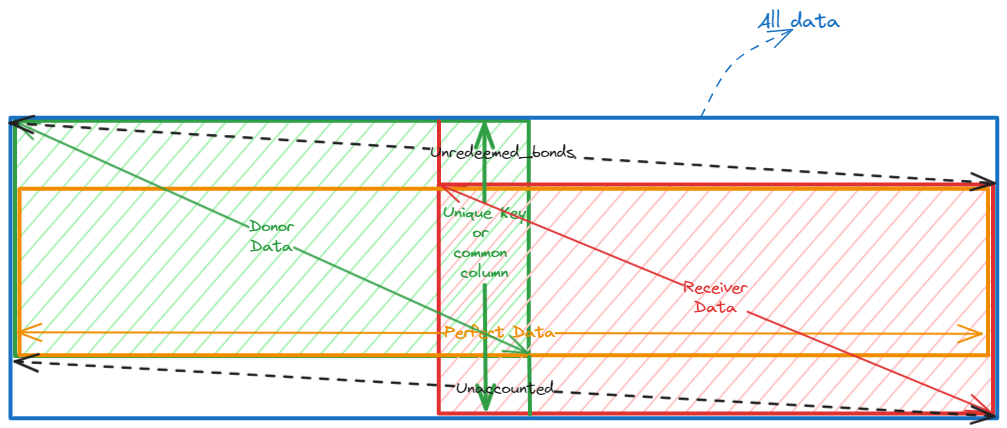 All data
Unredeemed_bonds
Unique Key
or
common
column
Donor
Data
Receiver
Data
Perfect Data
Unaccounted